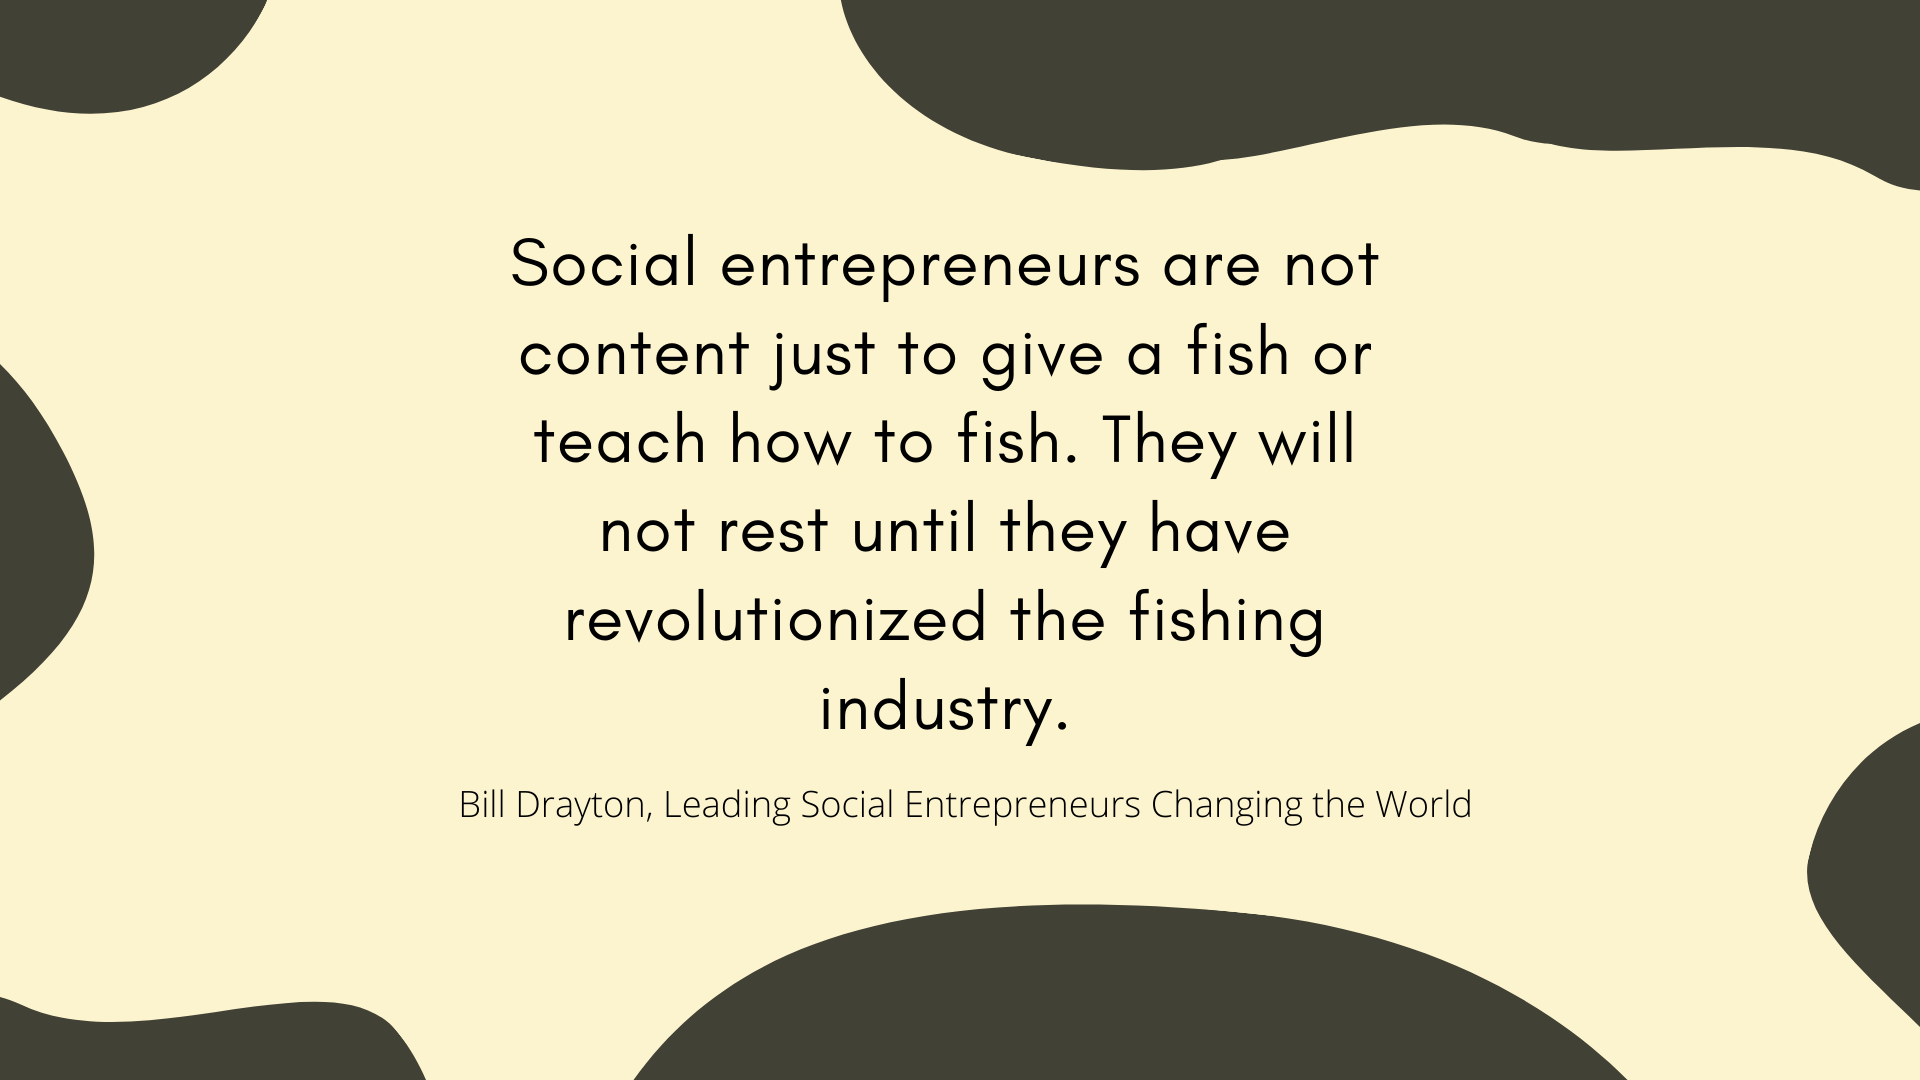 Social entrepreneurs are not
content just to give a fish or
teach how to fish. They will
not rest until they have
revolutionized the fishing
industry.
Bill Drayton, Leading Social Entrepreneurs Changing the World